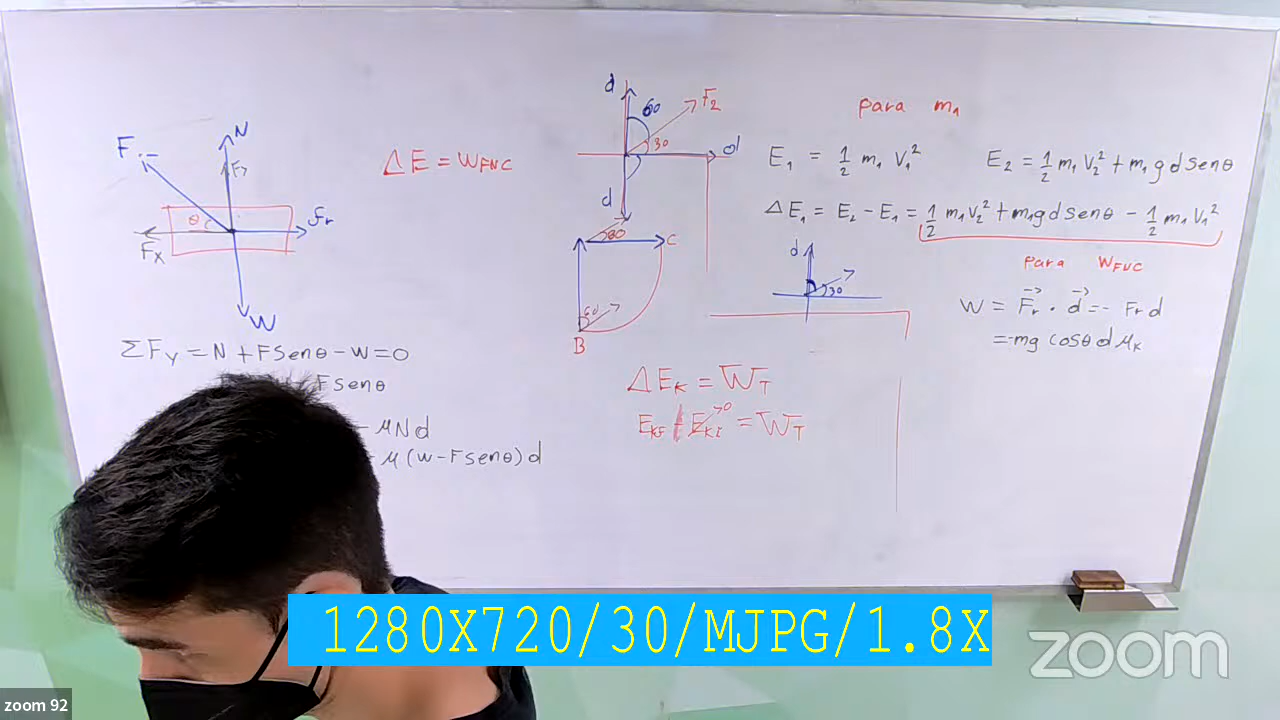 N
F
Fy
θ
fr
Fx
W
ΣFy = N + Fsenθ - W = 0
Fsenθ
μNd
μ(W-Fsenθ)d
ΔE = WFNC
d
60
F2
30
d
d
30
C
60
B
d
30
ΔEK = WT
EKf - EKi →0 = WT
para m1
E1 = 1/2 m1 V1²
E2 = 1/2 m1 V2² + m1 g d senθ
ΔE1 = E2 - E1 = 1/2 m1 V2² + m1 g d senθ - 1/2 m1 V1²
para WFNC
W = Fr · d = - Fr d
= -mg cosθ d μK
1280X720/30/MJPG/1.8X
zoom
zoom 92